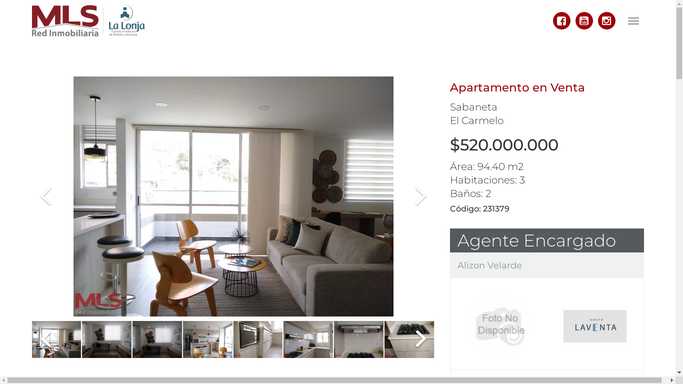 MLS
Red Inmobiliaria
La Lonja
Apartamento en Venta
Sabaneta
El Carmelo
$520.000.000
Área: 94.40 m2
Habitaciones: 3
Baños: 2
Código: 231379
Agente Encargado
Alizon Velarde
Foto No
Disponible
LAVENTA
MLS